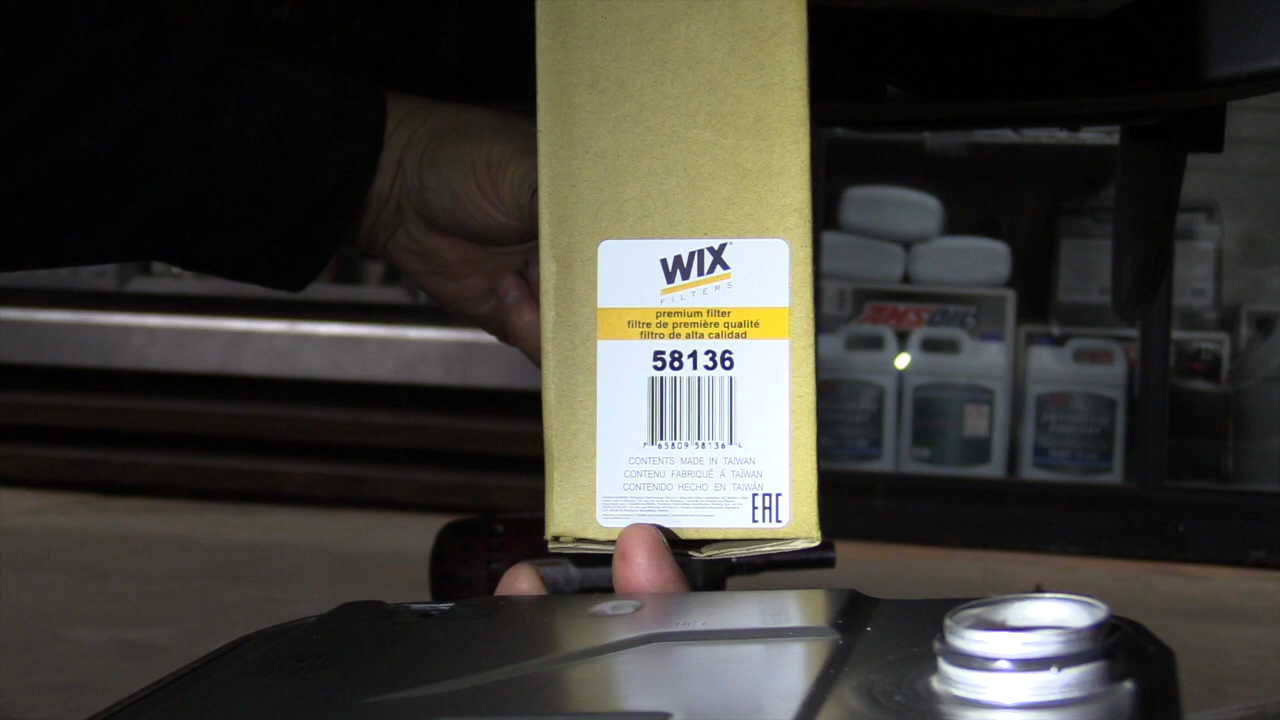 WIX
FILTERS
premium filter
filtre de première qualité
filtro de alta calidad
58136
7 65809 58136 4
CONTENTS MADE IN TAIWAN
CONTENU FABRIQUÉ Á TAÏWAN
CONTENIDO HECHO EN TAIWÁN
EAC
AMSOIL